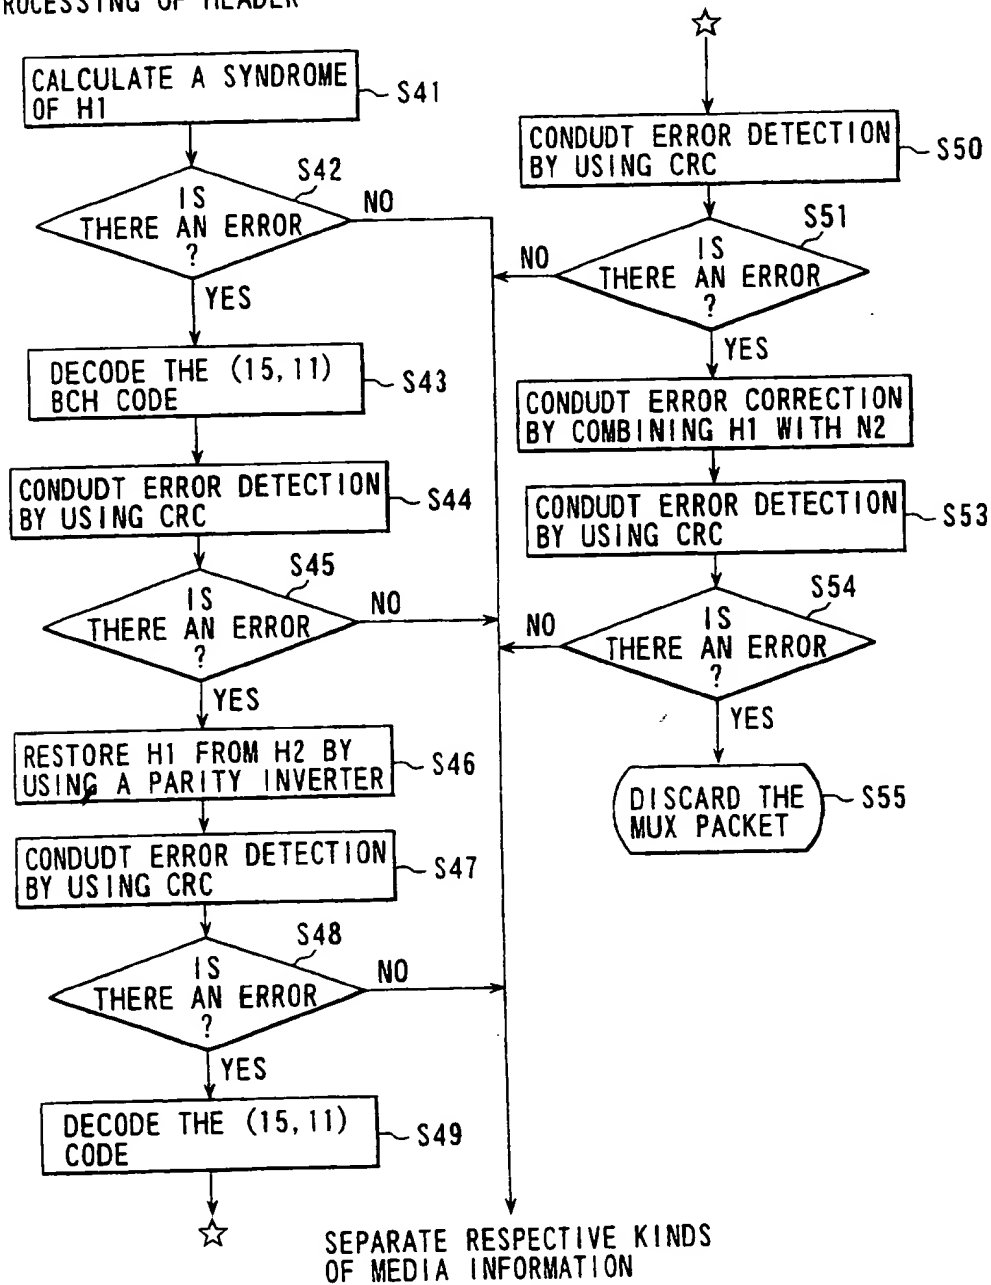 OF HEADER
CALCULATE A SYNDROME
OF H1
S41
S42
IS
THERE AN ERROR
?
NO
YES
DECODE THE (15,11)
BCH CODE
S43
CONDUDT ERROR DETECTION
BY USING CRC
S44
S45
IS
THERE AN ERROR
?
NO
YES
RESTORE H1 FROM H2 BY
USING A PARITY INVERTER
S46
CONDUDT ERROR DETECTION
BY USING CRC
S47
S48
IS
THERE AN ERROR
?
NO
YES
DECODE THE (15,11)
CODE
S49
☆
☆
CONDUDT ERROR DETECTION
BY USING CRC
S50
S51
IS
THERE AN ERROR
?
NO
YES
CONDUDT ERROR CORRECTION
BY COMBINING H1 WITH N2
CONDUDT ERROR DETECTION
BY USING CRC
S53
S54
IS
THERE AN ERROR
?
NO
YES
DISCARD THE
MUX PACKET
S55
SEPARATE RESPECTIVE KINDS
OF MEDIA INFORMATION